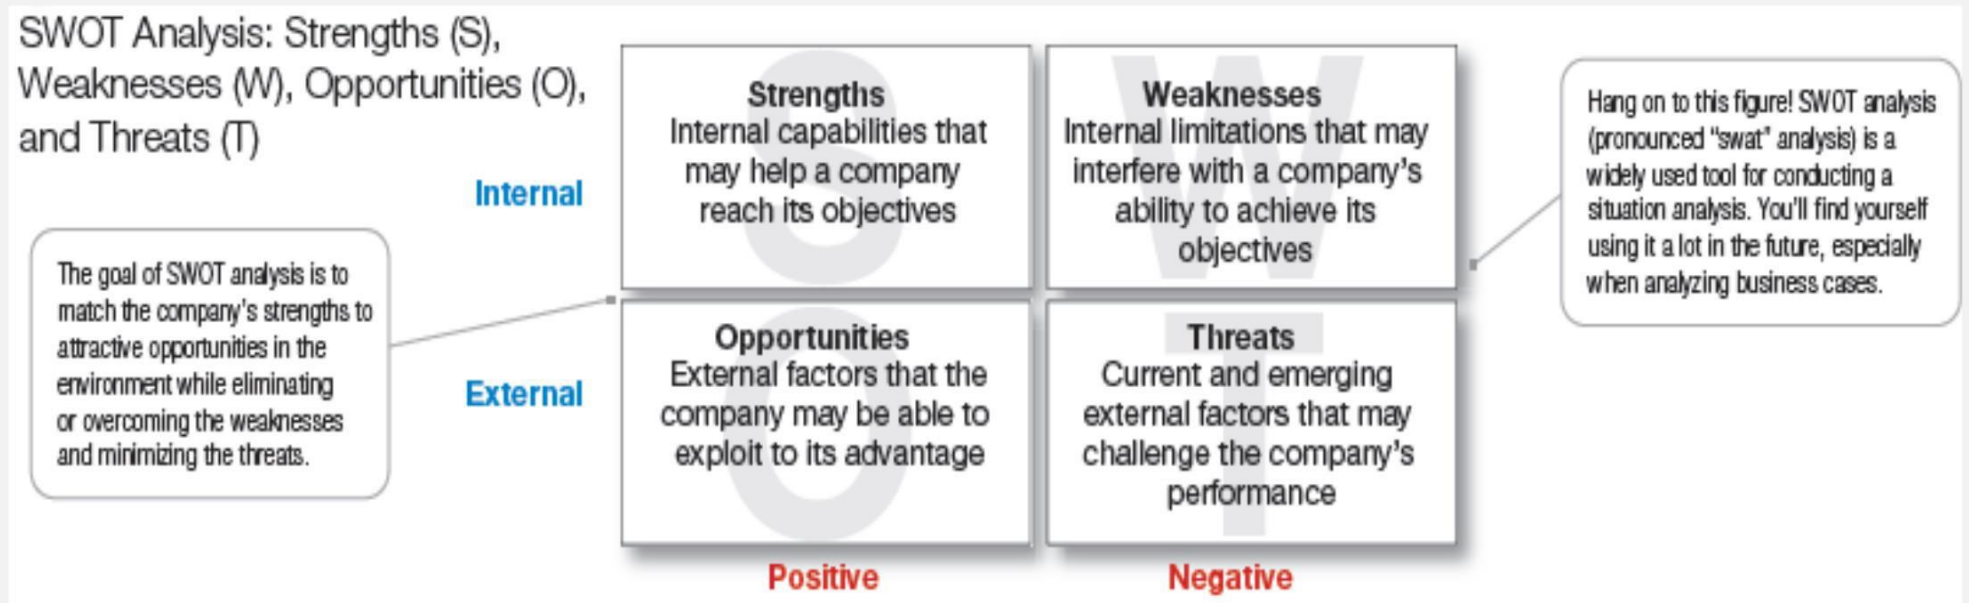 SWOT Analysis: Strengths (S),
Weaknesses (W), Opportunities (O),
and Threats (T)
Internal
External
The goal of SWOT analysis is to
match the company's strengths to
attractive opportunities in the
environment while eliminating
or overcoming the weaknesses
and minimizing the threats.
S
Strengths
Internal capabilities that
may help a company
reach its objectives
W
Weaknesses
Internal limitations that may
interfere with a company's
ability to achieve its
objectives
O
Opportunities
External factors that the
company may be able to
exploit to its advantage
T
Threats
Current and emerging
external factors that may
challenge the company's
performance
Positive
Negative
Hang on to this figure! SWOT analysis
(pronounced "swat" analysis) is a
widely used tool for conducting a
situation analysis. You'll find yourself
using it a lot in the future, especially
when analyzing business cases.